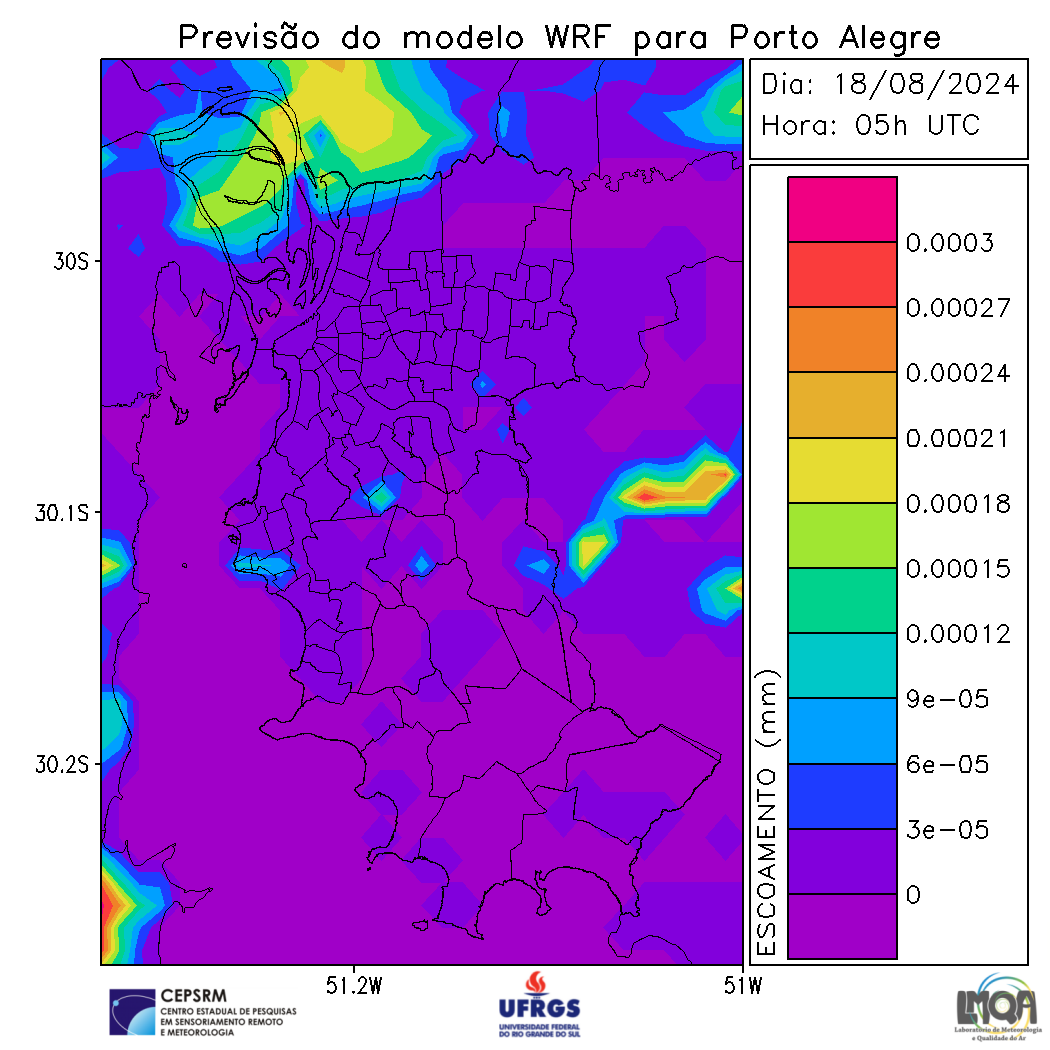 Previsão do modelo WRF para Porto Alegre
Dia: 18/08/2024
Hora: 05h UTC
0.0003
0.00027
0.00024
0.00021
0.00018
0.00015
0.00012
9e-05
6e-05
3e-05
0
ESCOAMENTO (mm)
30S
30.1S
30.2S
51.2W
51W
CEPSRM
CENTRO ESTADUAL DE PESQUISAS
EM SENSORIAMENTO REMOTO
E METEOROLOGIA
UFRGS
UNIVERSIDADE FEDERAL
DO RIO GRANDE DO SUL
LMQA
Laboratório de Meteorologia
e Qualidade do Ar